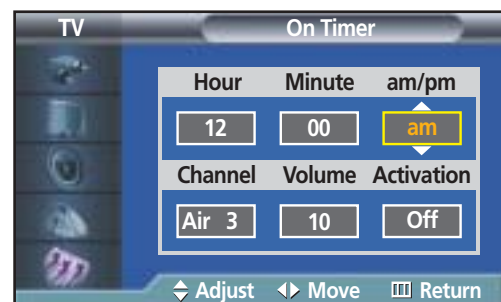 TV On Timer
Hour Minute am/pm
12 00 am
Channel Volume Activation
Air 3 10 Off
Adjust Move Return